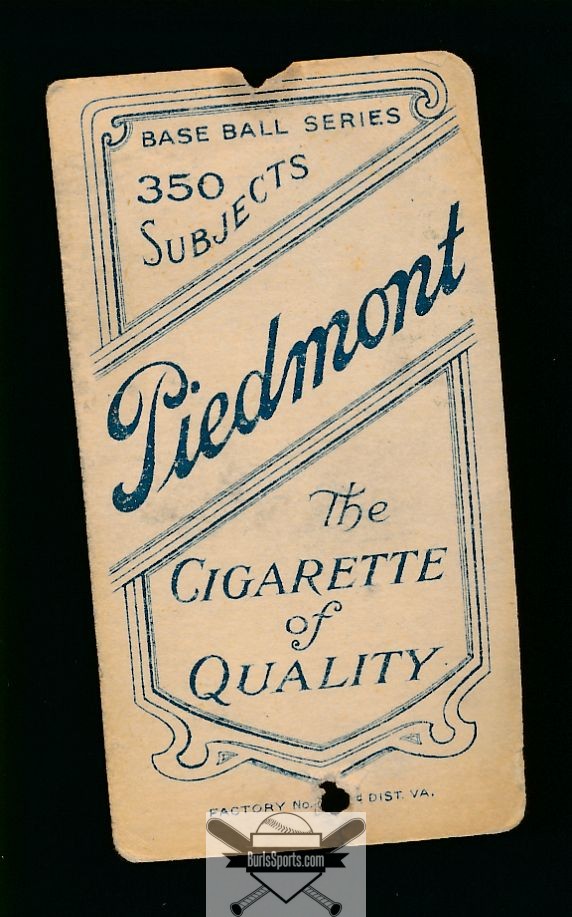 BASE BALL SERIES
350
SUBJECTS
Piedmont
The
CIGARETTE
of
QUALITY
FACTORY No. DIST. VA.
BurlsSports.com